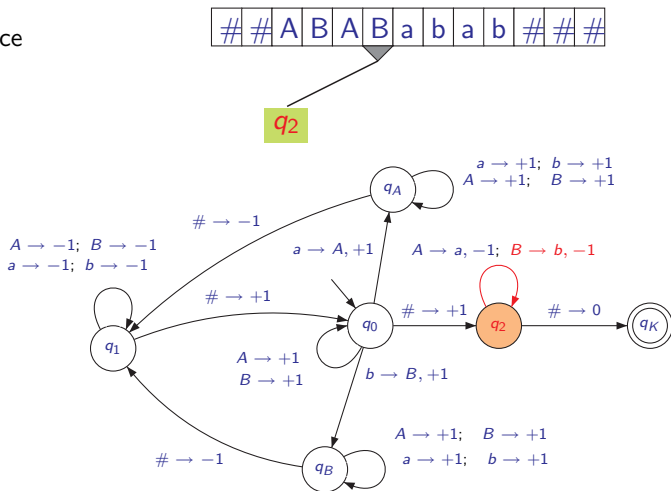 ce
# # A B A B a b a b # # #
q2
qA
a → +1; b → +1
A → +1; B → +1
# → −1
A → −1; B → −1
a → −1; b → −1
a → A, +1
A → a, −1; B → b, −1
# → +1
q1
q0
# → +1
q2
# → 0
qK
A → +1
B → +1
b → B, +1
A → +1; B → +1
a → +1; b → +1
# → −1
qB